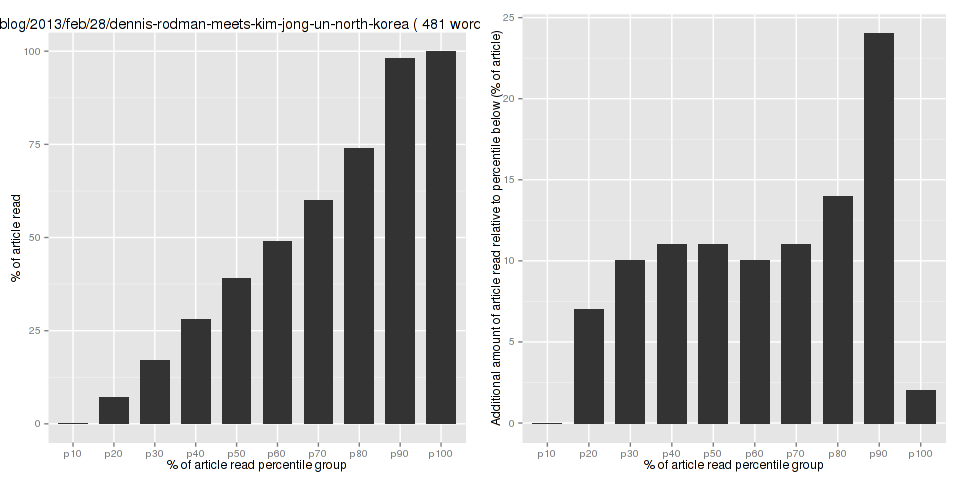 blog/2013/feb/28/dennis-rodman-meets-kim-jong-un-north-korea ( 481 word
% of article read
100
75
50
25
0
p10 p20 p30 p40 p50 p60 p70 p80 p90 p100
% of article read percentile group
Additional amount of article read relative to percentile below (% of article)
25
20
15
10
5
0
p10 p20 p30 p40 p50 p60 p70 p80 p90 p100
% of article read percentile group